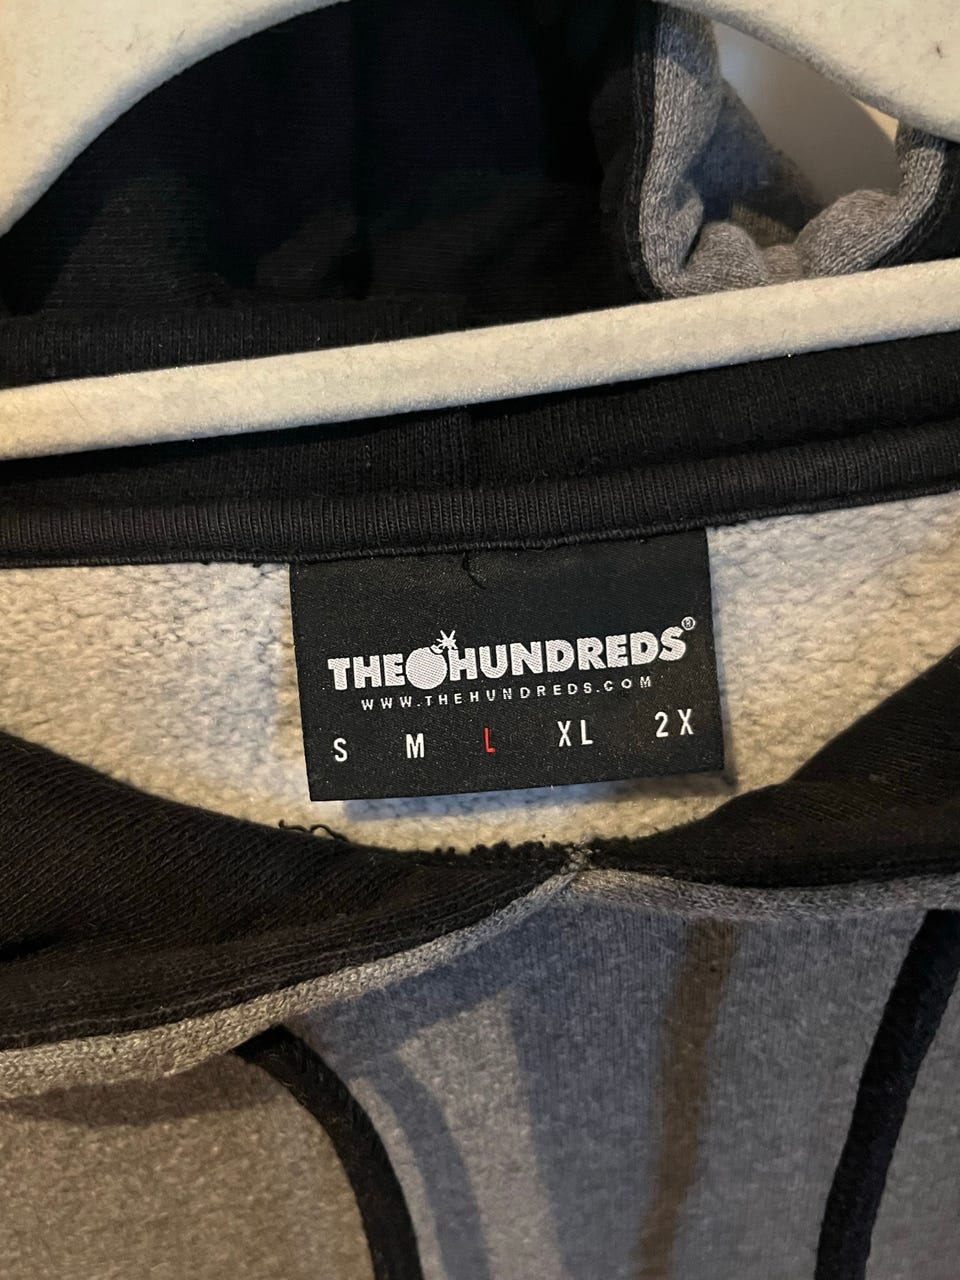 THE HUNDREDS®
WWW.THEHUNDREDS.COM
S M L XL 2X